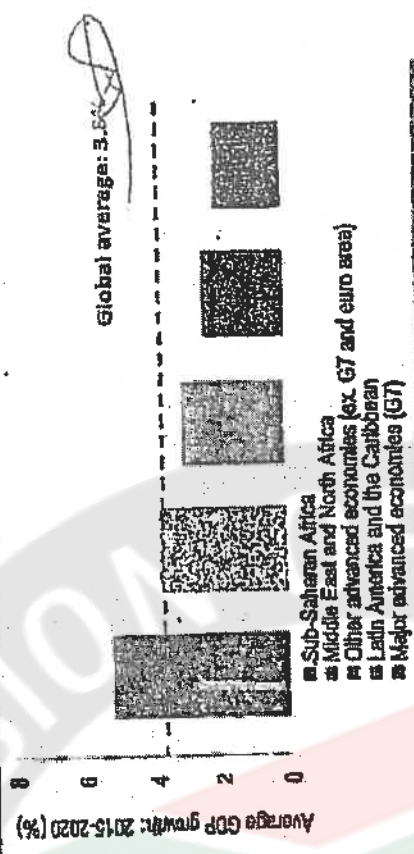 Global average: 3.8%
8
6
4
2
0
Average GDP growth: 2015-2020 (%)
Sub-Saharan Africa
Middle East and North Africa
Other advanced economies (ex. G7 and euro area)
Latin America and the Caribbean
Major advanced economies (G7)